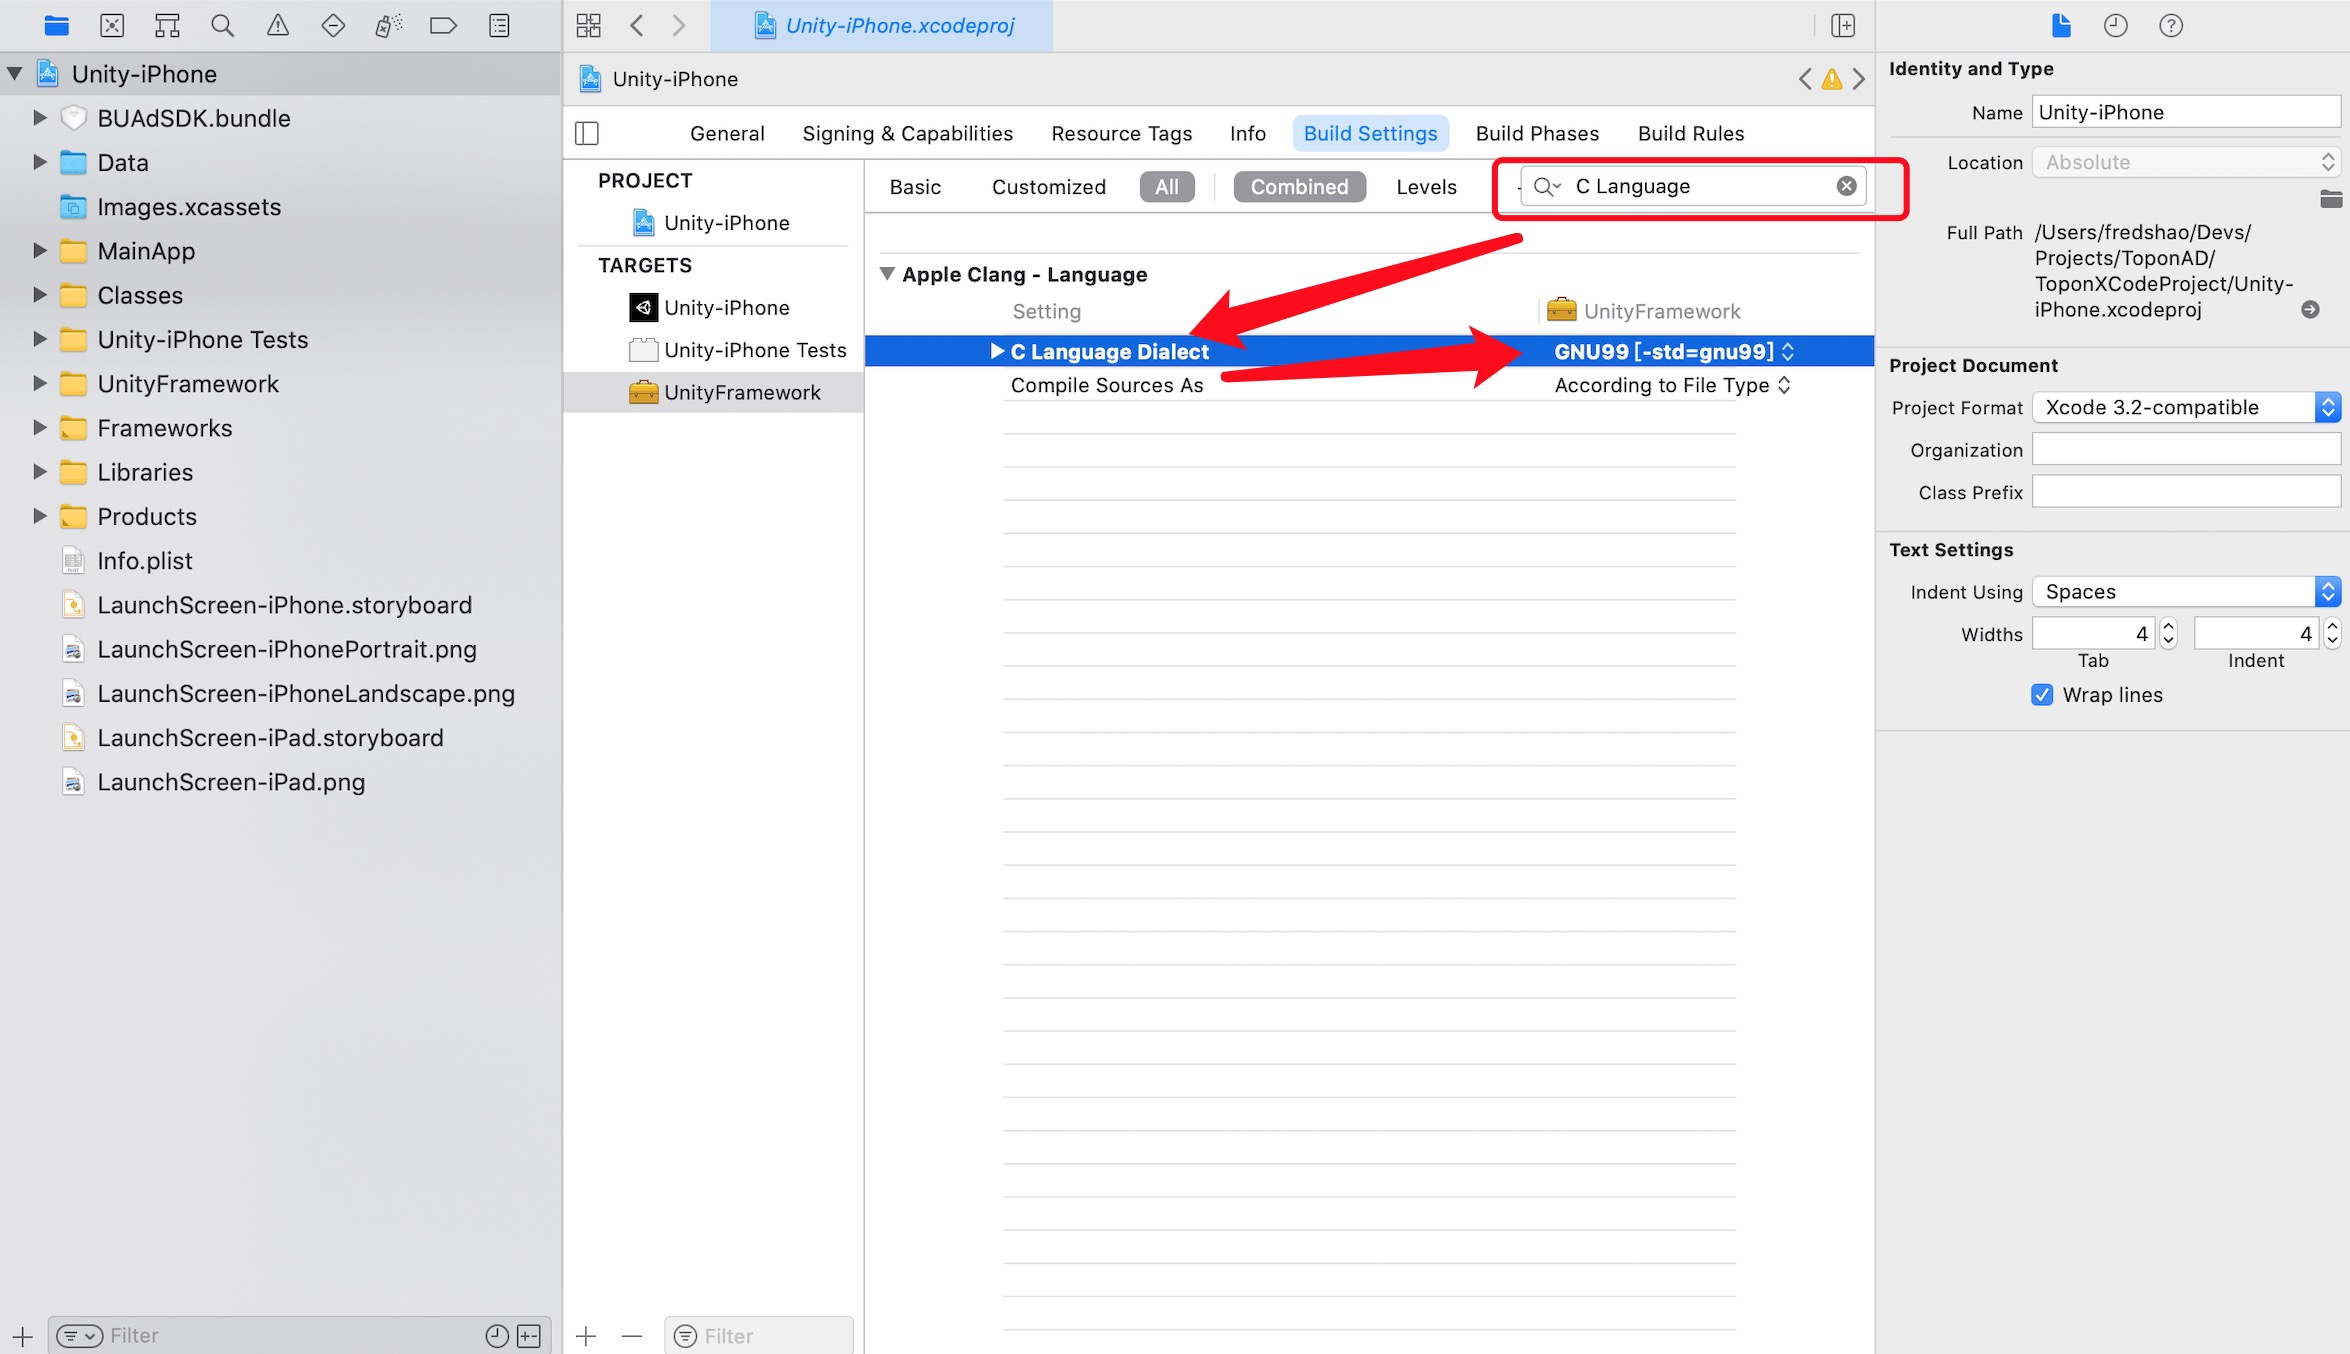 Unity-iPhone
BUAdSDK.bundle
Data
Images.xcassets
MainApp
Classes
Unity-iPhone Tests
UnityFramework
Frameworks
Libraries
Products
Info.plist
LaunchScreen-iPhone.storyboard
LaunchScreen-iPhonePortrait.png
LaunchScreen-iPhoneLandscape.png
LaunchScreen-iPad.storyboard
LaunchScreen-iPad.png
Filter
Unity-iPhone.xcodeproj
Unity-iPhone
General Signing & Capabilities Resource Tags Info Build Settings Build Phases Build Rules
PROJECT
Unity-iPhone
TARGETS
Unity-iPhone
Unity-iPhone Tests
UnityFramework
Filter
Basic Customized All Combined Levels C Language
Apple Clang - Language
Setting UnityFramework
C Language Dialect GNU99 [-std=gnu99]
Compile Sources As According to File Type
Identity and Type
Name Unity-iPhone
Location Absolute
Full Path /Users/fredshao/Devs/
Projects/ToponAD/
ToponXCodeProject/Unity-
iPhone.xcodeproj
Project Document
Project Format Xcode 3.2-compatible
Organization
Class Prefix
Text Settings
Indent Using Spaces
Widths 4 4
Tab Indent
Wrap lines